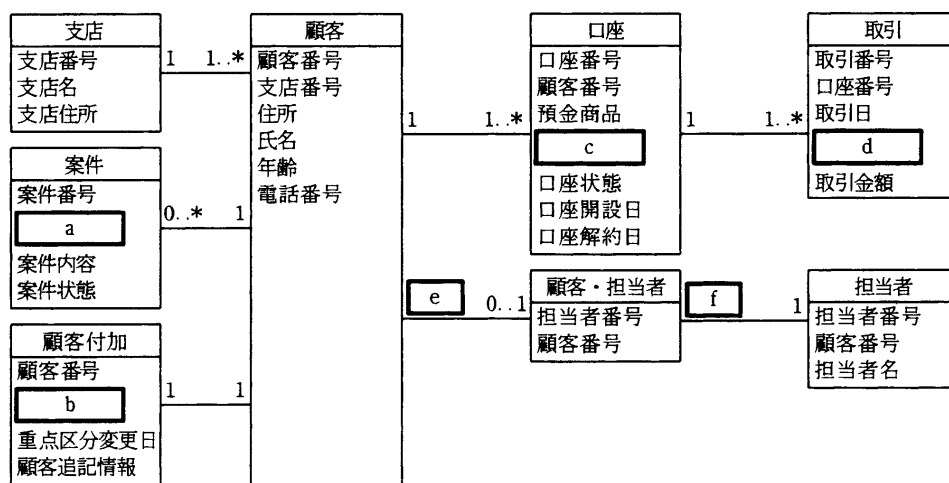 支店
支店番号
支店名
支店住所
1 1..*
案件
案件番号
a
案件内容
案件状態
0..* 1
顧客付加
顧客番号
b
重点区分変更日
顧客追記情報
1 1
顧客
顧客番号
支店番号
住所
氏名
年齢
電話番号
1 1..*
口座
口座番号
顧客番号
預金商品
c
口座状態
口座開設日
口座解約日
1 1..*
取引
取引番号
口座番号
取引日
d
取引金額
e 0..1
顧客・担当者
担当者番号
顧客番号
f 1
担当者
担当者番号
顧客番号
担当者名